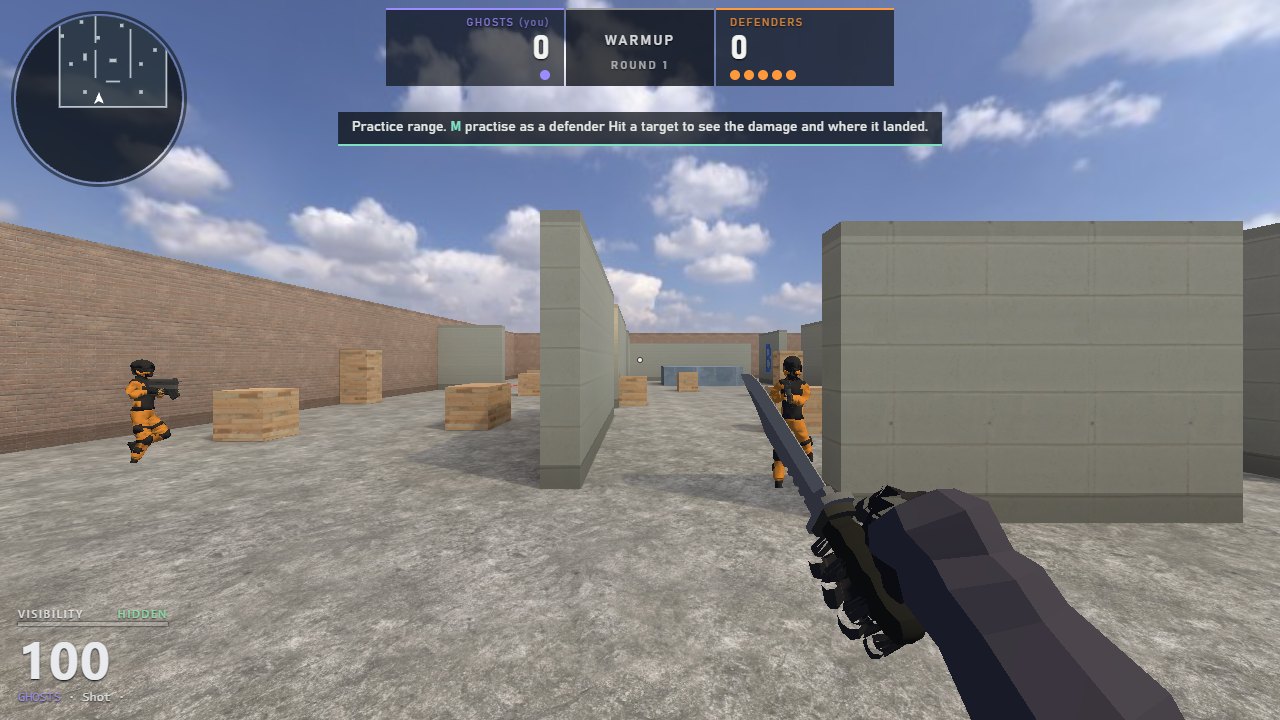 GHOSTS (you)
0
WARMUP
ROUND 1
DEFENDERS
0
Practice range. M practise as a defender Hit a target to see the damage and where it landed.
VISIBILITY HIDDEN
100
GHOSTS · Shot ·